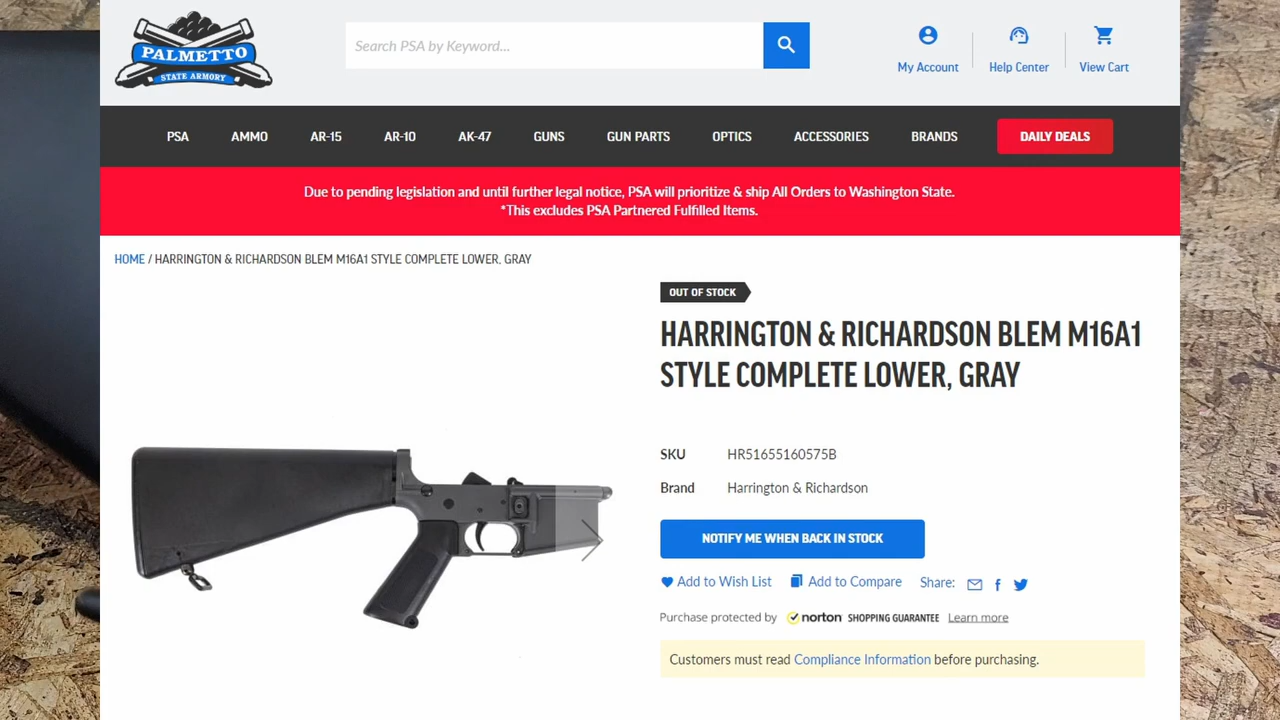 PALMETTO
STATE ARMORY
Search PSA by Keyword...
My Account
Help Center
View Cart
PSA
AMMO
AR-15
AR-10
AK-47
GUNS
GUN PARTS
OPTICS
ACCESSORIES
BRANDS
DAILY DEALS
Due to pending legislation and until further legal notice, PSA will prioritize & ship All Orders to Washington State.
*This excludes PSA Partnered Fulfilled Items.
HOME / HARRINGTON & RICHARDSON BLEM M16A1 STYLE COMPLETE LOWER, GRAY
OUT OF STOCK
HARRINGTON & RICHARDSON BLEM M16A1
STYLE COMPLETE LOWER, GRAY
SKU HR51655160575B
Brand Harrington & Richardson
NOTIFY ME WHEN BACK IN STOCK
Add to Wish List
Add to Compare
Share:
Purchase protected by norton SHOPPING GUARANTEE Learn more
Customers must read Compliance Information before purchasing.